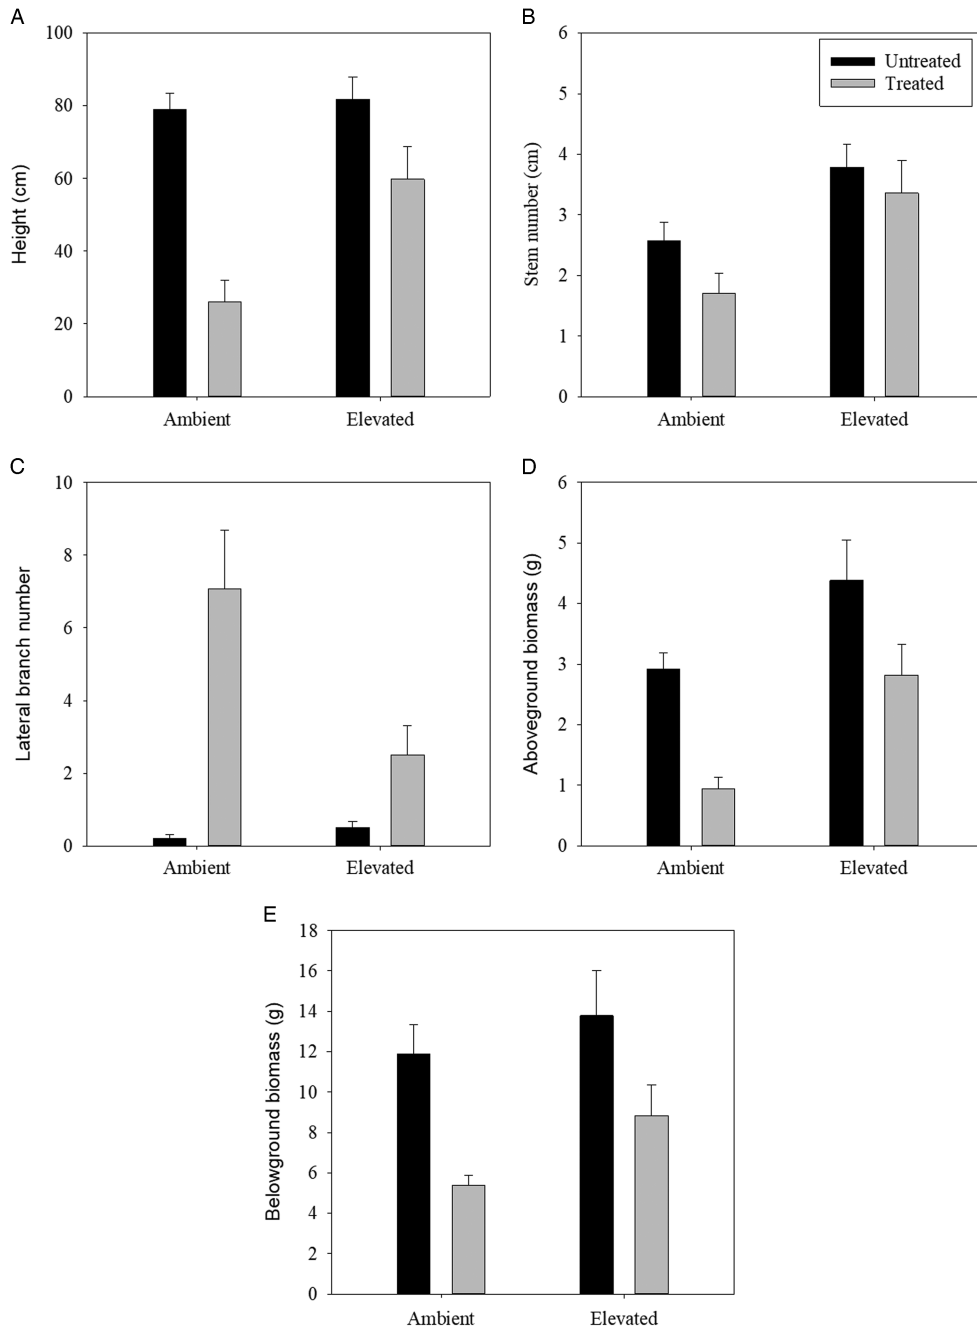 A
B
100
80
60
40
20
0
Height (cm)
Ambient
Elevated
6
5
4
3
2
1
0
Stem number (cm)
Untreated
Treated
Ambient
Elevated
C
D
10
8
6
4
2
0
Lateral branch number
Ambient
Elevated
6
5
4
3
2
1
0
Aboveground biomass (g)
Ambient
Elevated
E
18
16
14
12
10
8
6
4
2
0
Belowground biomass (g)
Ambient
Elevated